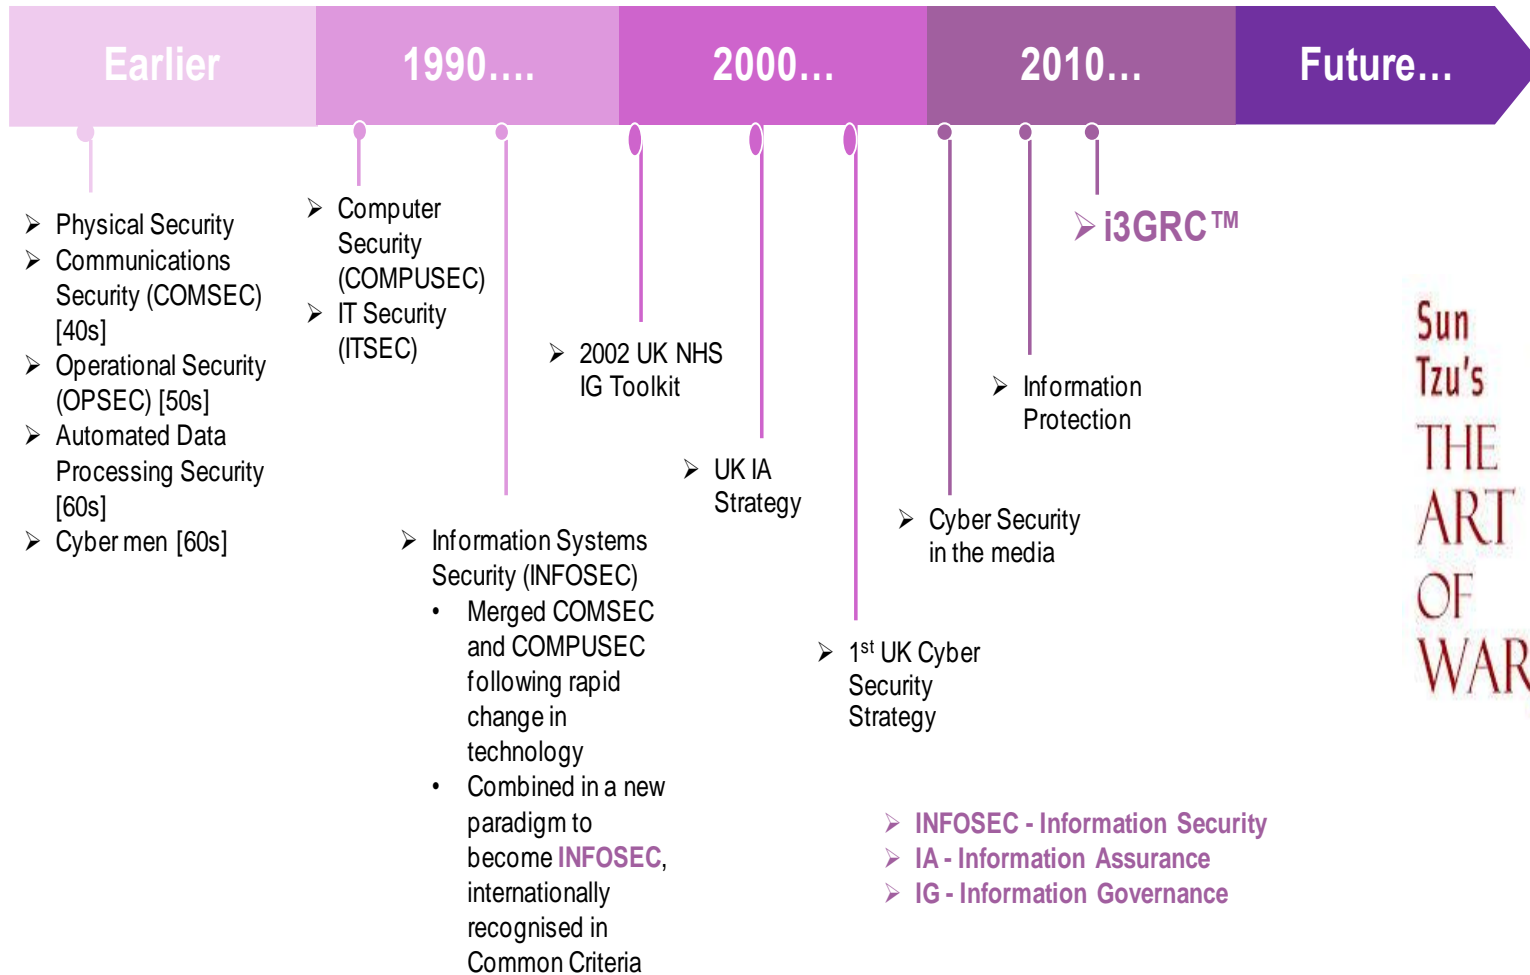 Earlier
1990....
2000...
2010...
Future...
➢ Physical Security
➢ Communications
Security (COMSEC)
[40s]
➢ Operational Security
(OPSEC) [50s]
➢ Automated Data
Processing Security
[60s]
➢ Cyber men [60s]
➢ Computer
Security
(COMPUSEC)
➢ IT Security
(ITSEC)
➢ Information Systems
Security (INFOSEC)
• Merged COMSEC
and COMPUSEC
following rapid
change in
technology
• Combined in a new
paradigm to
become INFOSEC,
internationally
recognised in
Common Criteria
➢ 2002 UK NHS
IG Toolkit
➢ UK IA
Strategy
➢ 1st UK Cyber
Security
Strategy
➢ Cyber Security
in the media
➢ Information
Protection
➢ i3GRC™
Sun
Tzu's
THE
ART
OF
WAR
➢ INFOSEC - Information Security
➢ IA - Information Assurance
➢ IG - Information Governance